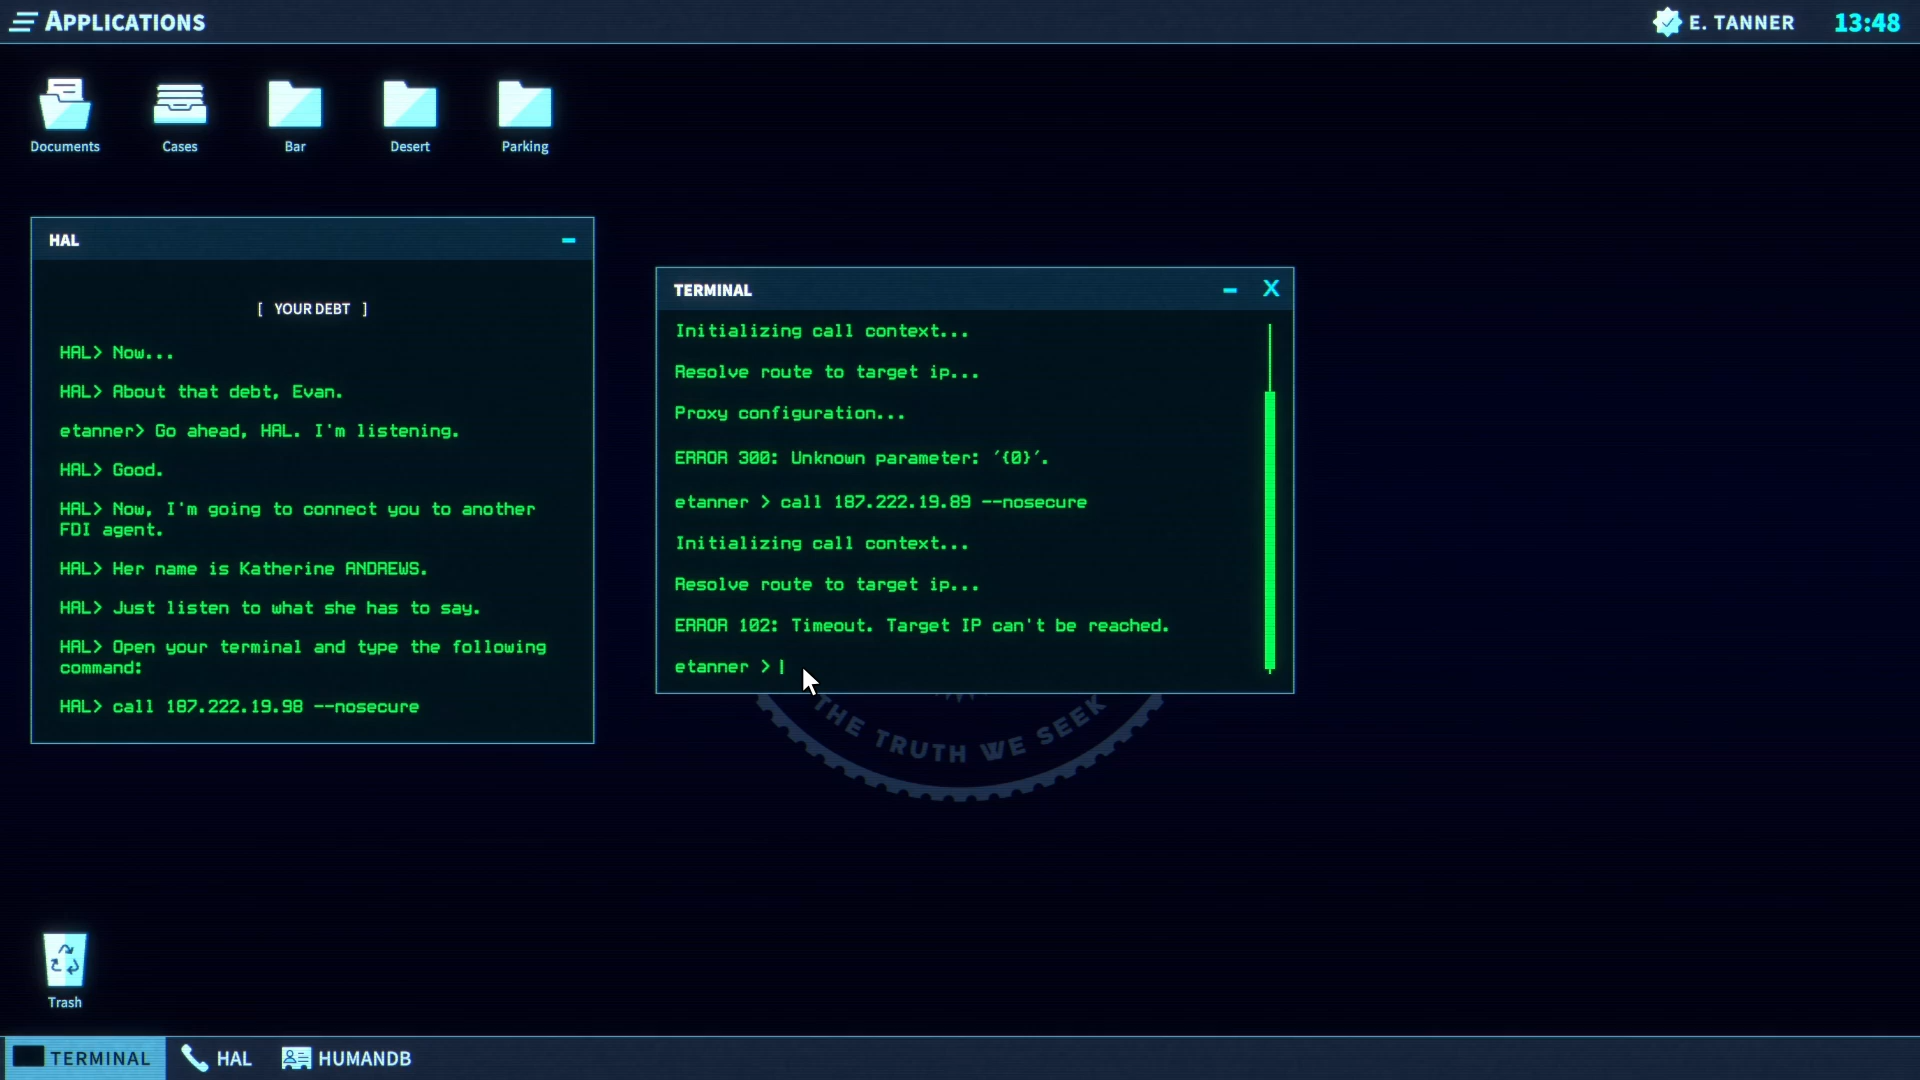 APPLICATIONS
E. TANNER
13:48
Documents
Cases
Bar
Desert
Parking
HAL
[ YOUR DEBT ]
HAL> Now...
HAL> About that debt, Evan.
etanner> Go ahead, HAL. I'm listening.
HAL> Good.
HAL> Now, I'm going to connect you to another
FDI agent.
HAL> Her name is Katherine ANDREWS.
HAL> Just listen to what she has to say.
HAL> Open your terminal and type the following
command:
HAL> call 187.222.19.98 --nosecure
TERMINAL
X
Initializing call context...
Resolve route to target ip...
Proxy configuration...
ERROR 300: Unknown parameter: '{0}'.
etanner > call 187.222.19.89 --nosecure
Initializing call context...
Resolve route to target ip...
ERROR 102: Timeout. Target IP can't be reached.
etanner > |
THE TRUTH WE SEEK
Trash
TERMINAL
HAL
HUMANDB